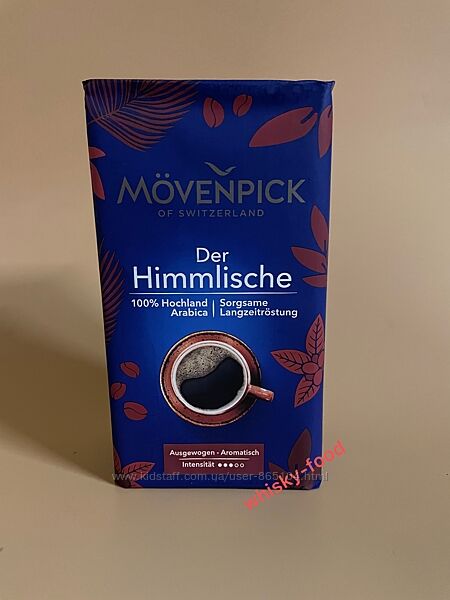 MÖVENPICK
OF SWITZERLAND
Der
Himmlische
100% Hochland
Arabica
Sorgsame
Langzeitröstung
Ausgewogen - Aromatisch
Intensität
whisky-food